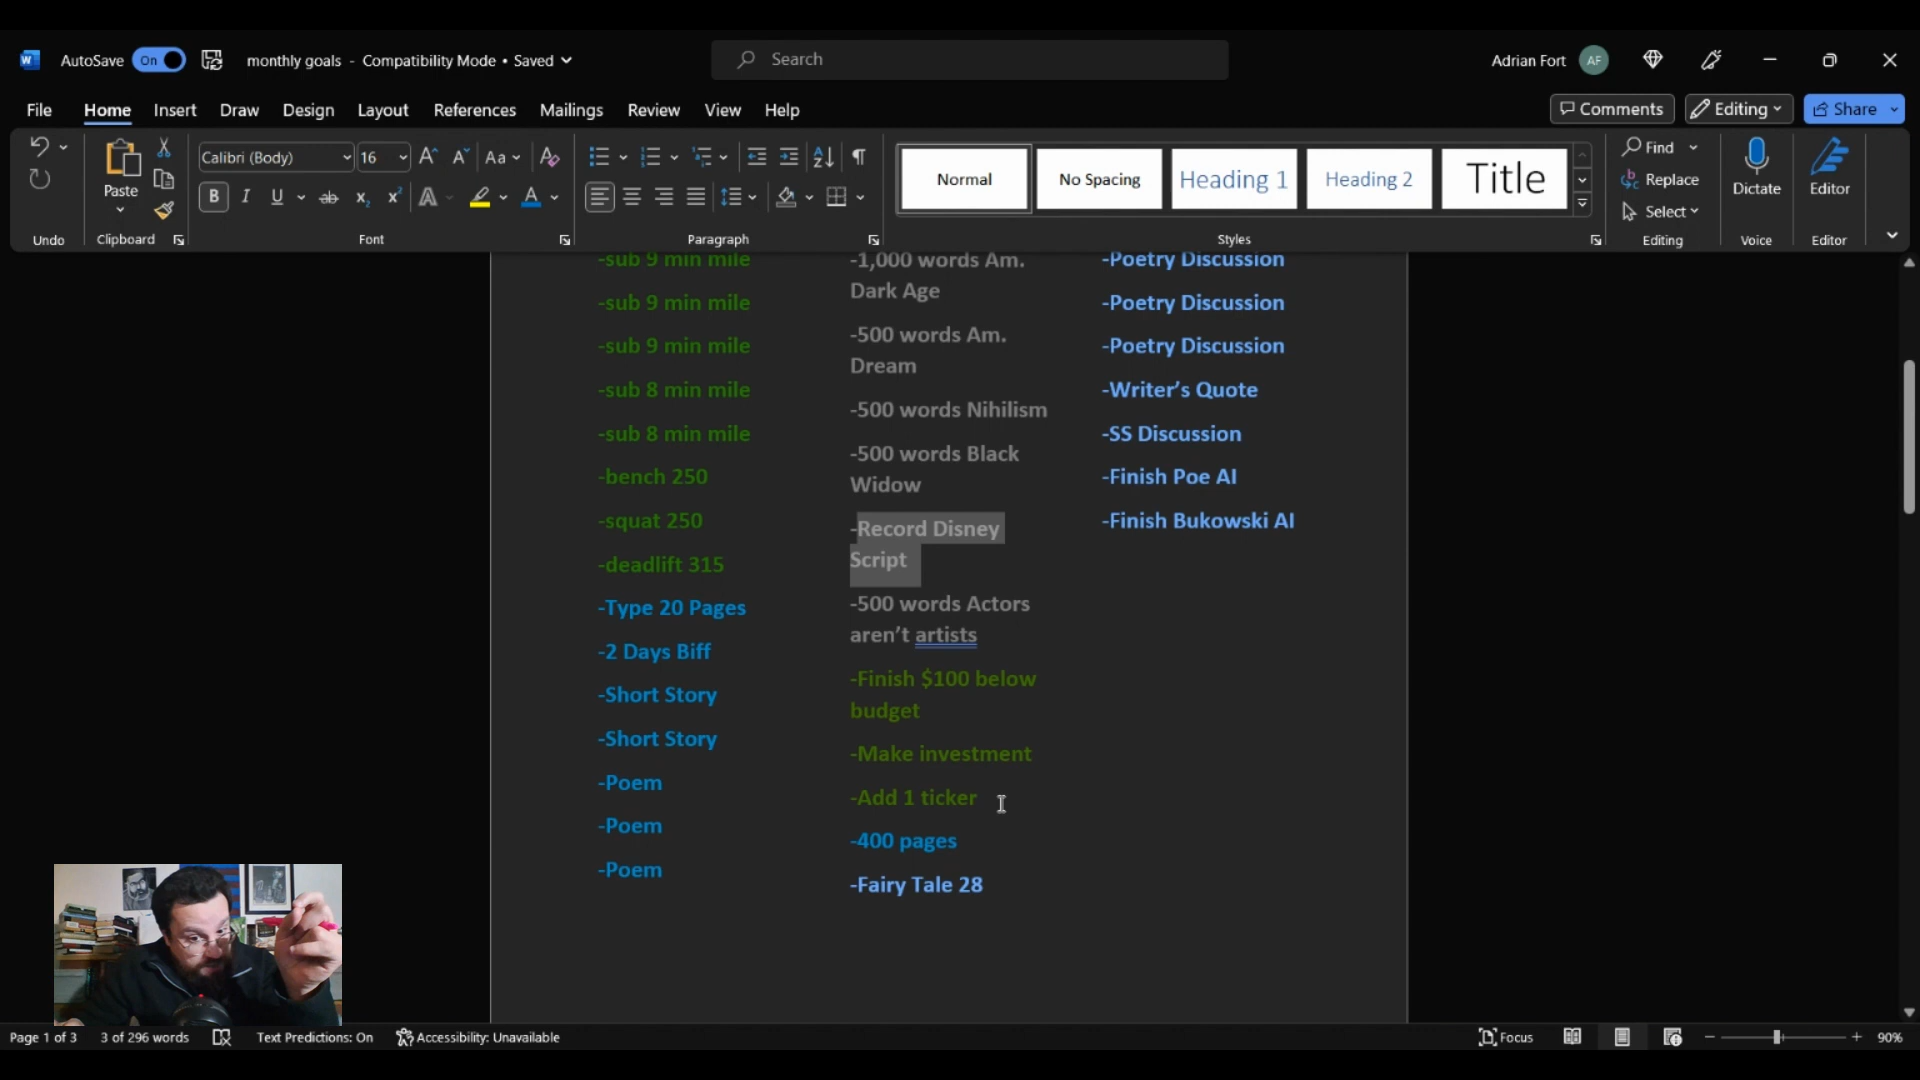 AutoSave On monthly goals - Compatibility Mode • Saved Search Adrian Fort AF
File Home Insert Draw Design Layout References Mailings Review View Help Comments Editing Share
Calibri (Body) 16 Aa
Paste
B I U ab x₂ x² A A
Normal
No Spacing
Heading 1
Heading 2
Title
Find
Replace
Select
Dictate
Editor
Undo Clipboard Font Paragraph Styles Editing Voice Editor
-sub 9 min mile
-sub 9 min mile
-sub 9 min mile
-sub 8 min mile
-sub 8 min mile
-bench 250
-squat 250
-deadlift 315
-Type 20 Pages
-2 Days Biff
-Short Story
-Short Story
-Poem
-Poem
-Poem
-1,000 words Am.
Dark Age
-500 words Am.
Dream
-500 words Nihilism
-500 words Black
Widow
-Record Disney
Script
-500 words Actors
aren't artists
-Finish $100 below
budget
-Make investment
-Add 1 ticker
-400 pages
-Fairy Tale 28
-Poetry Discussion
-Poetry Discussion
-Poetry Discussion
-Writer's Quote
-SS Discussion
-Finish Poe AI
-Finish Bukowski AI
Page 1 of 3 3 of 296 words Text Predictions: On Accessibility: Unavailable Focus 90%